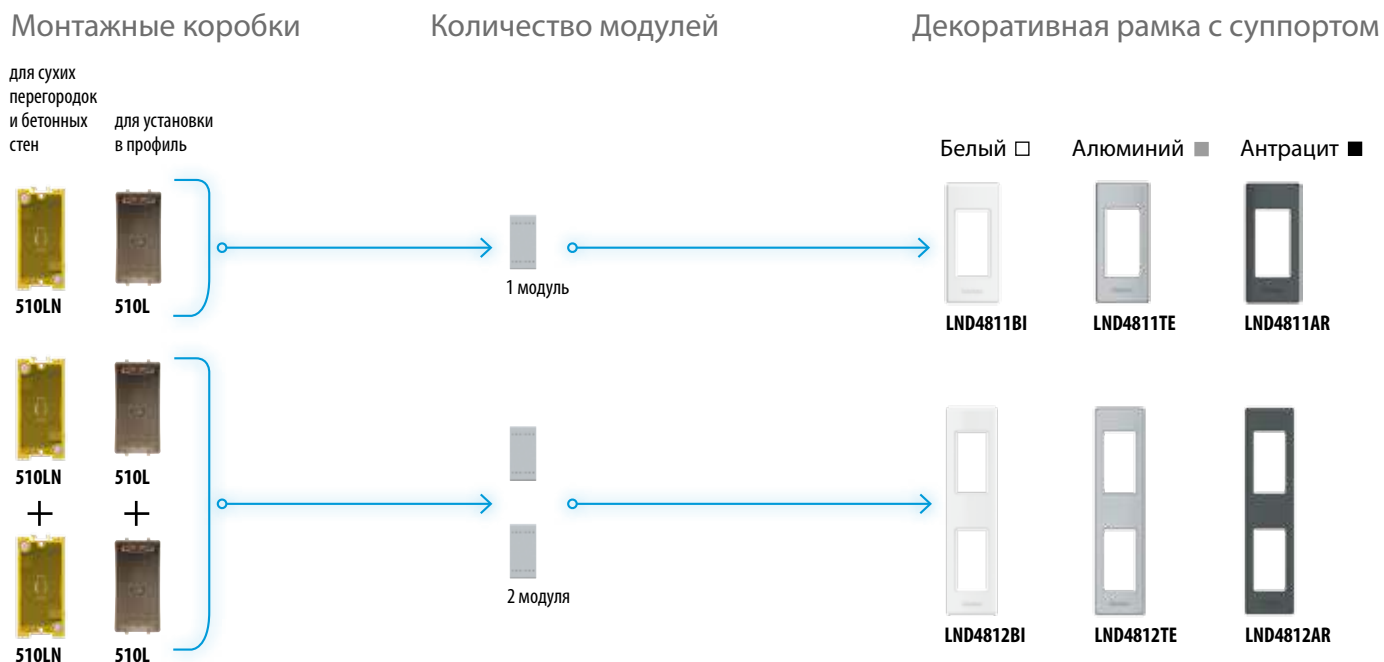 Монтажные коробки
Количество модулей
Декоративная рамка с суппортом
для сухих
перегородок
и бетонных
стен
для установки
в профиль
Белый
Алюминий
Антрацит
510LN
510L
1 модуль
LND4811BI
LND4811TE
LND4811AR
510LN
510L
+
+
2 модуля
510LN
510L
LND4812BI
LND4812TE
LND4812AR